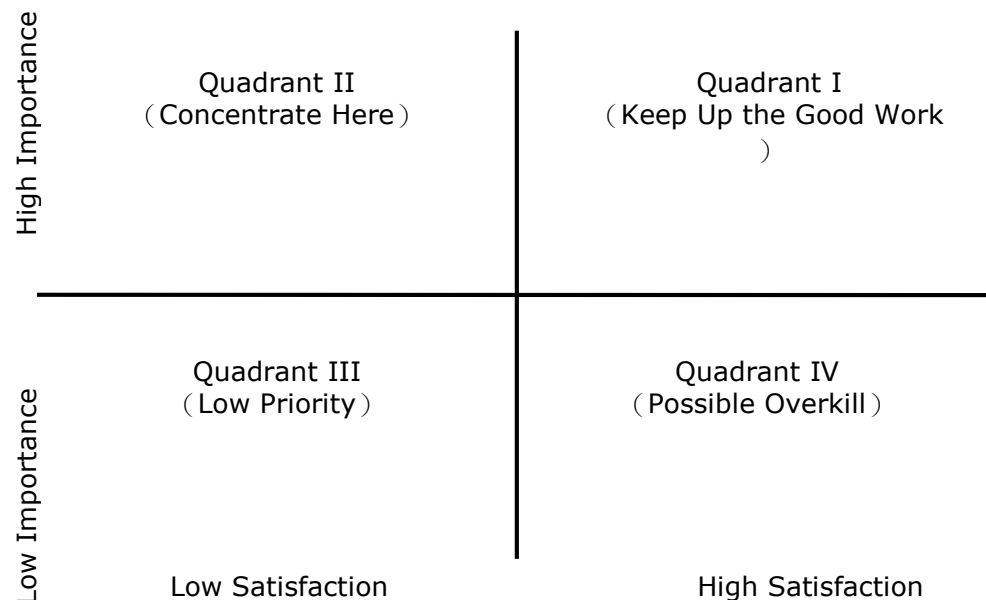 High Importance
Quadrant II
（Concentrate Here）
Quadrant I
（Keep Up the Good Work
）
Low Importance
Quadrant III
（Low Priority）
Quadrant IV
（Possible Overkill）
Low Satisfaction
High Satisfaction